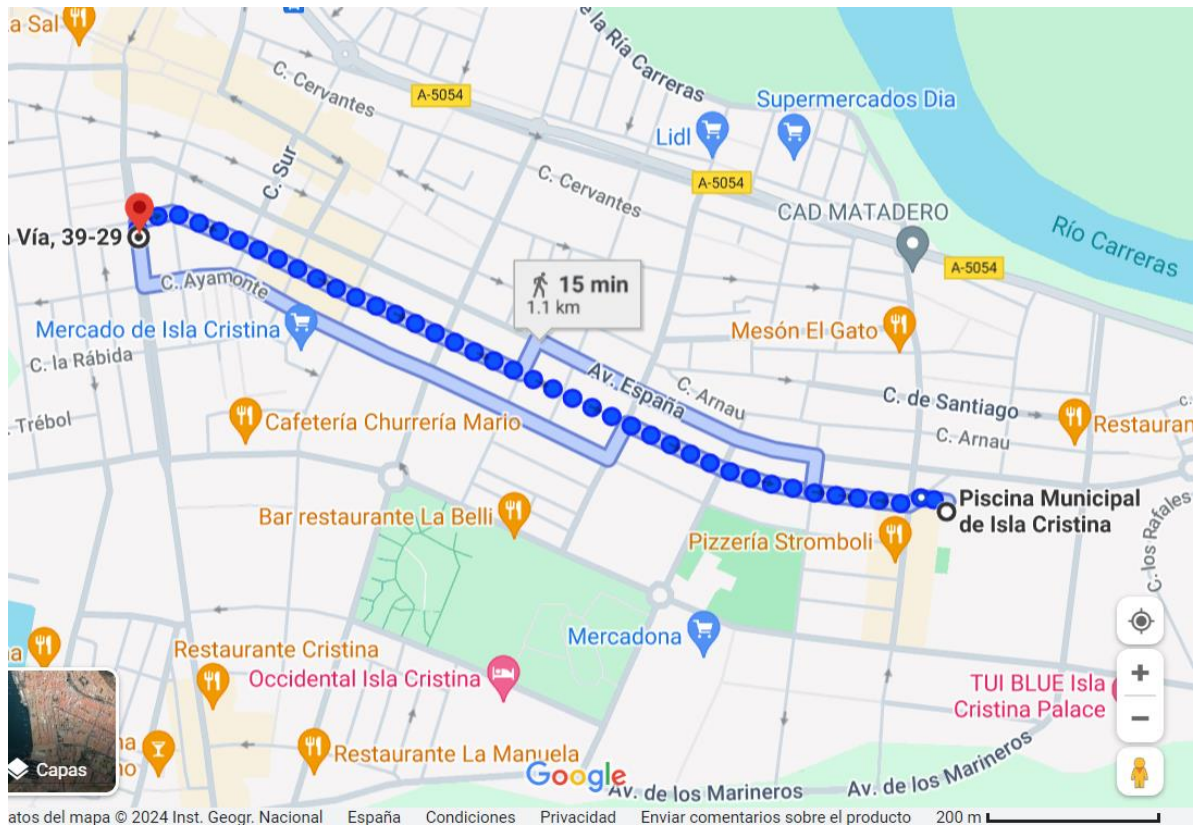 a Sal
e la Ría Carreras
C. Cervantes
A-5054
Supermercados Dia
Lidl
C. Sur
C. Cervantes
A-5054
CAD MATADERO
Río Carreras
Vía, 39-29
A-5054
C. Ayamonte
15 min
1.1 km
Mercado de Isla Cristina
Mesón El Gato
C. la Rábida
Av. España
C. Arnau
C. de Santiago
Trébol
Cafetería Churrería Mario
Restauran
C. Arnau
Piscina Municipal
de Isla Cristina
Bar restaurante La Belli
Pizzería Stromboli
C. los Rafales
Mercadona
Restaurante Cristina
Occidental Isla Cristina
TUI BLUE Isla
Cristina Palace
Restaurante La Manuela
Capas
Google
Av. de los Marineros
Av. de los Marineros
atos del mapa © 2024 Inst. Geogr. Nacional España Condiciones Privacidad Enviar comentarios sobre el producto 200 m